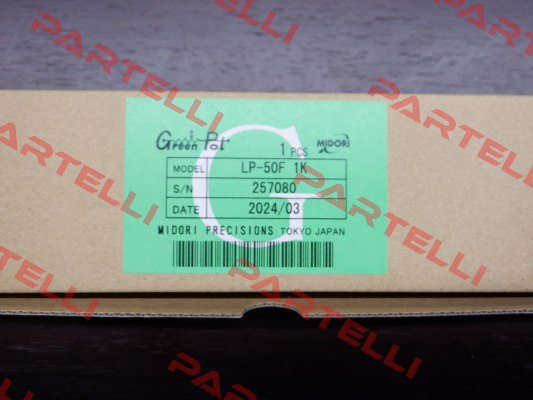 Green Pot
1 PCS MIDORI
G
MODEL LP-50F 1K
S/N 257080
DATE 2024/03
MIDORI PRECISIONS TOKYO JAPAN
PARTELLI
PARTELLI
PARTELLI
PARTELLI
PARTELLI
PARTELLI
PARTELLI